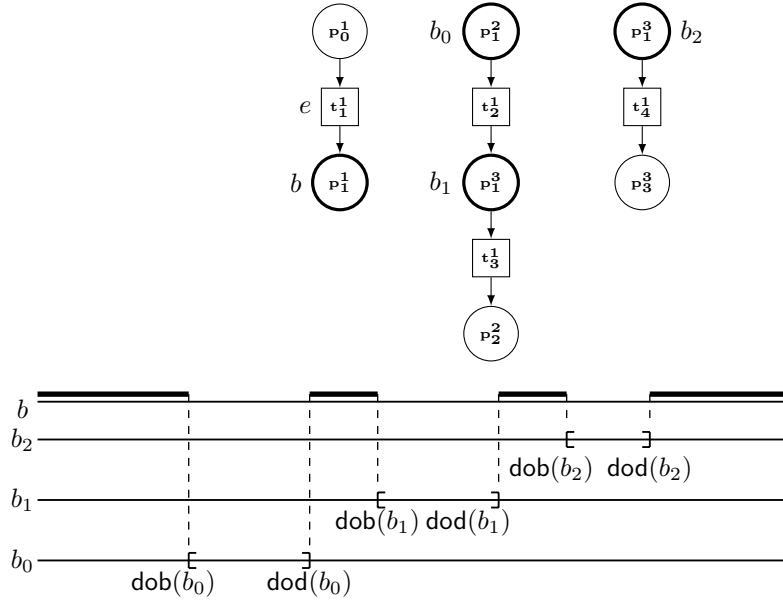 p₀¹ b₀ p₁² p₁³ b₂
e t₁¹ t₂¹ t₄¹
b p₁¹ b₁ p₁³ p₃³
t₃¹
p₂²
b
b₂
dob(b₂) dod(b₂)
b₁
dob(b₁) dod(b₁)
b₀
dob(b₀) dod(b₀)